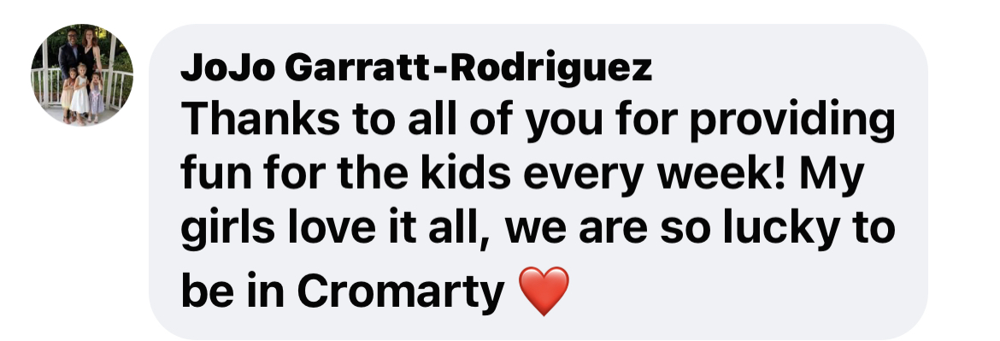 JoJo Garratt-Rodriguez
Thanks to all of you for providing
fun for the kids every week! My
girls love it all, we are so lucky to
be in Cromarty ❤️